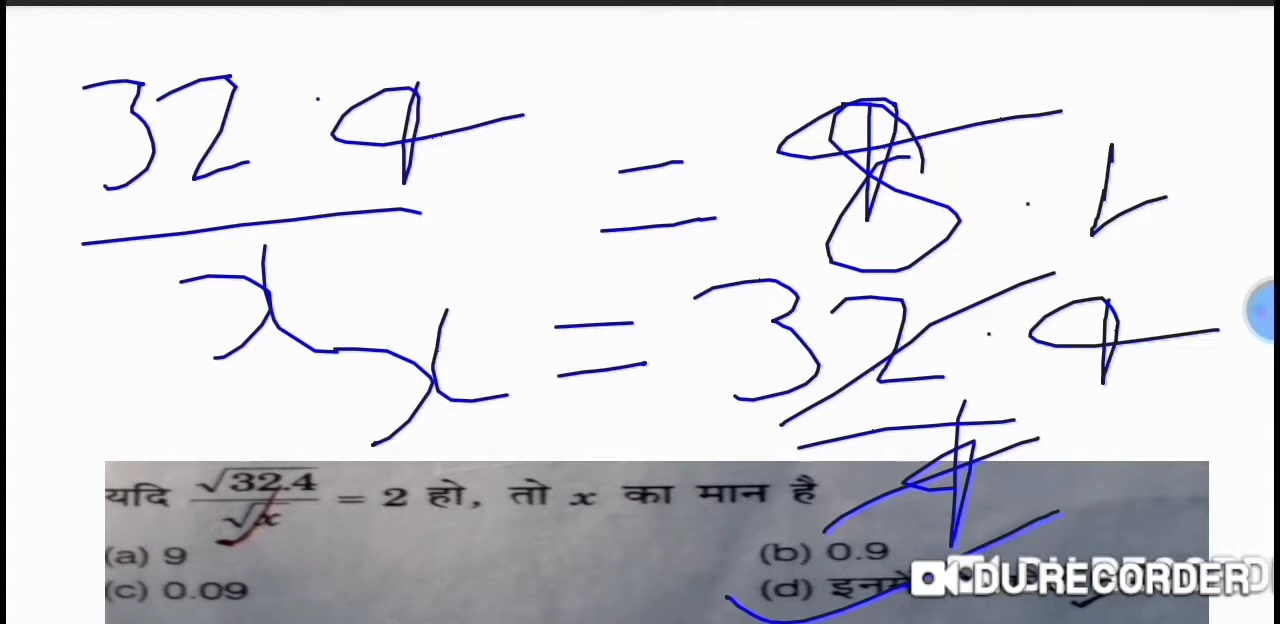 32.4 = 8.1
x
x = 32.4
4
यदि √32.4/√x = 2 हो, तो x का मान है
(a) 9 (b) 0.9
(c) 0.09 (d) इनमें
DU RECORDER